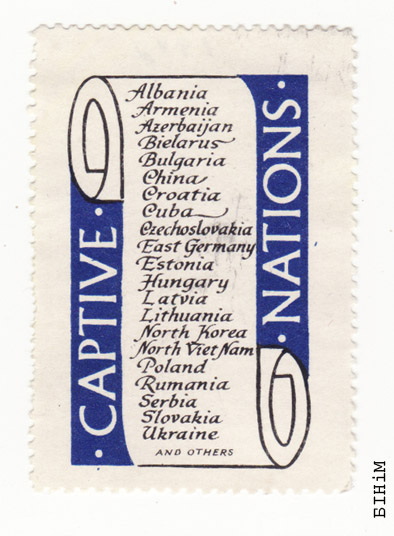 · CAPTIVE ·
Albania
Armenia
Azerbaijan
Bielarus
Bulgaria
China
Croatia
Cuba
Czechoslovakia
East Germany
Estonia
Hungary
Latvia
Lithuania
North Korea
North Viet Nam
Poland
Rumania
Serbia
Slovakia
Ukraine
AND OTHERS
· NATIONS ·
BIHiM